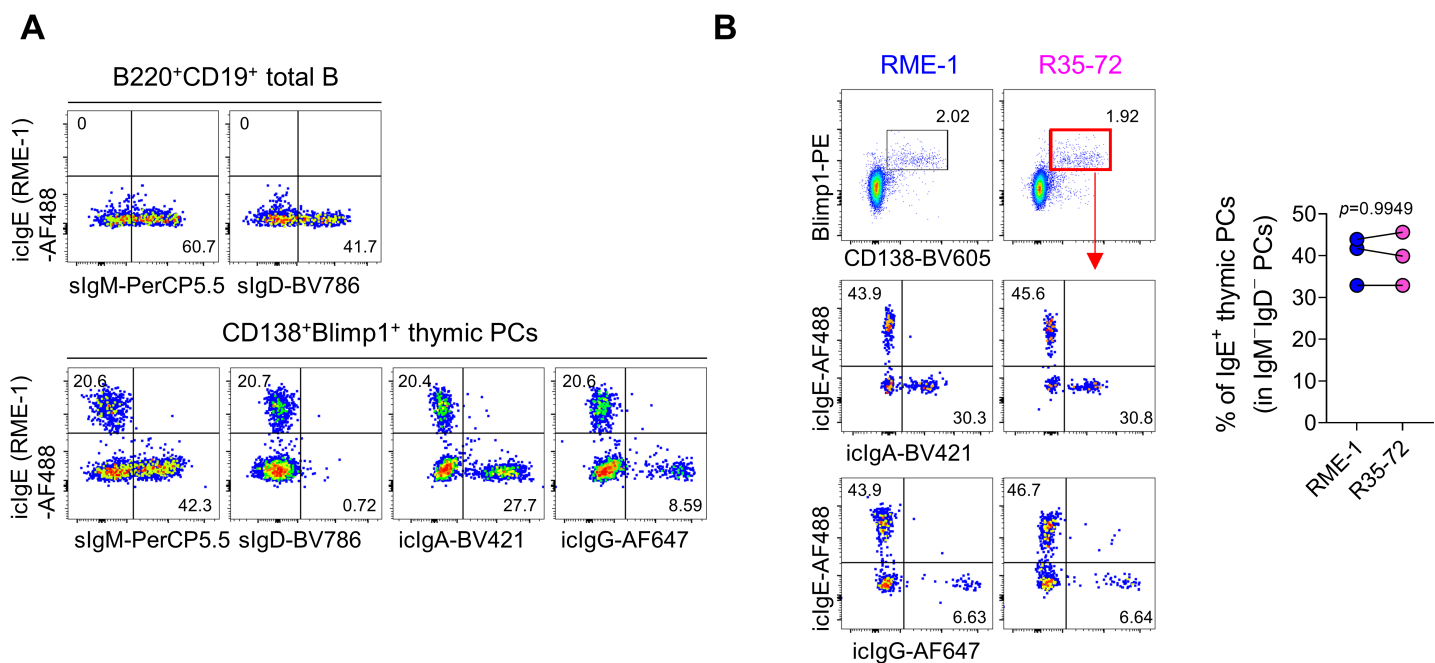 A
B220⁺CD19⁺ total B
icIgE (RME-1)
-AF488
0
60.7
0
41.7
sIgM-PerCP5.5
sIgD-BV786
CD138⁺Blimp1⁺ thymic PCs
icIgE (RME-1)
-AF488
20.6
42.3
20.7
0.72
20.4
27.7
20.6
8.59
sIgM-PerCP5.5
sIgD-BV786
icIgA-BV421
icIgG-AF647
B
RME-1
R35-72
Blimp1-PE
2.02
1.92
CD138-BV605
icIgE-AF488
43.9
30.3
45.6
30.8
icIgA-BV421
icIgE-AF488
43.9
6.63
46.7
6.64
icIgG-AF647
% of IgE⁺ thymic PCs
(in IgM⁻IgD⁻ PCs)
p=0.9949
50
40
30
20
10
0
RME-1
R35-72